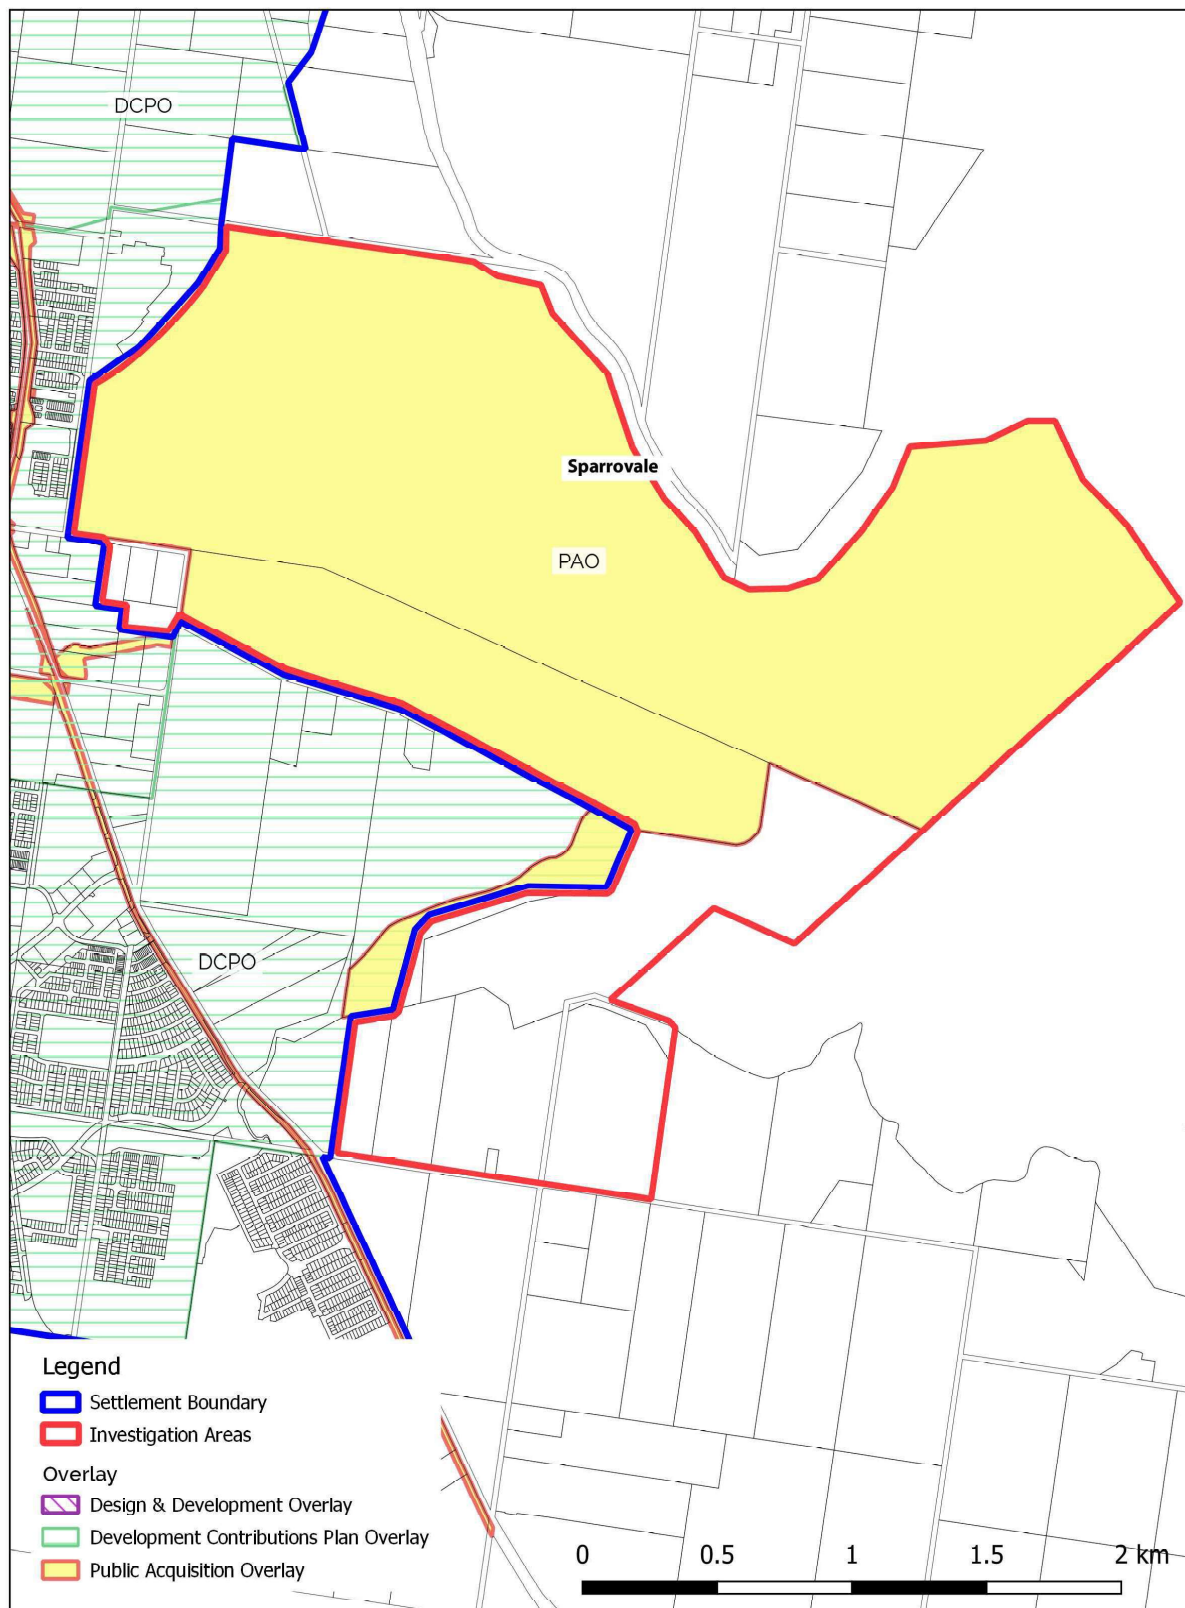 DCPO
Sparrovale
PAO
DCPO
Legend
Settlement Boundary
Investigation Areas
Overlay
Design & Development Overlay
Development Contributions Plan Overlay
Public Acquisition Overlay
0 0.5 1 1.5 2 km